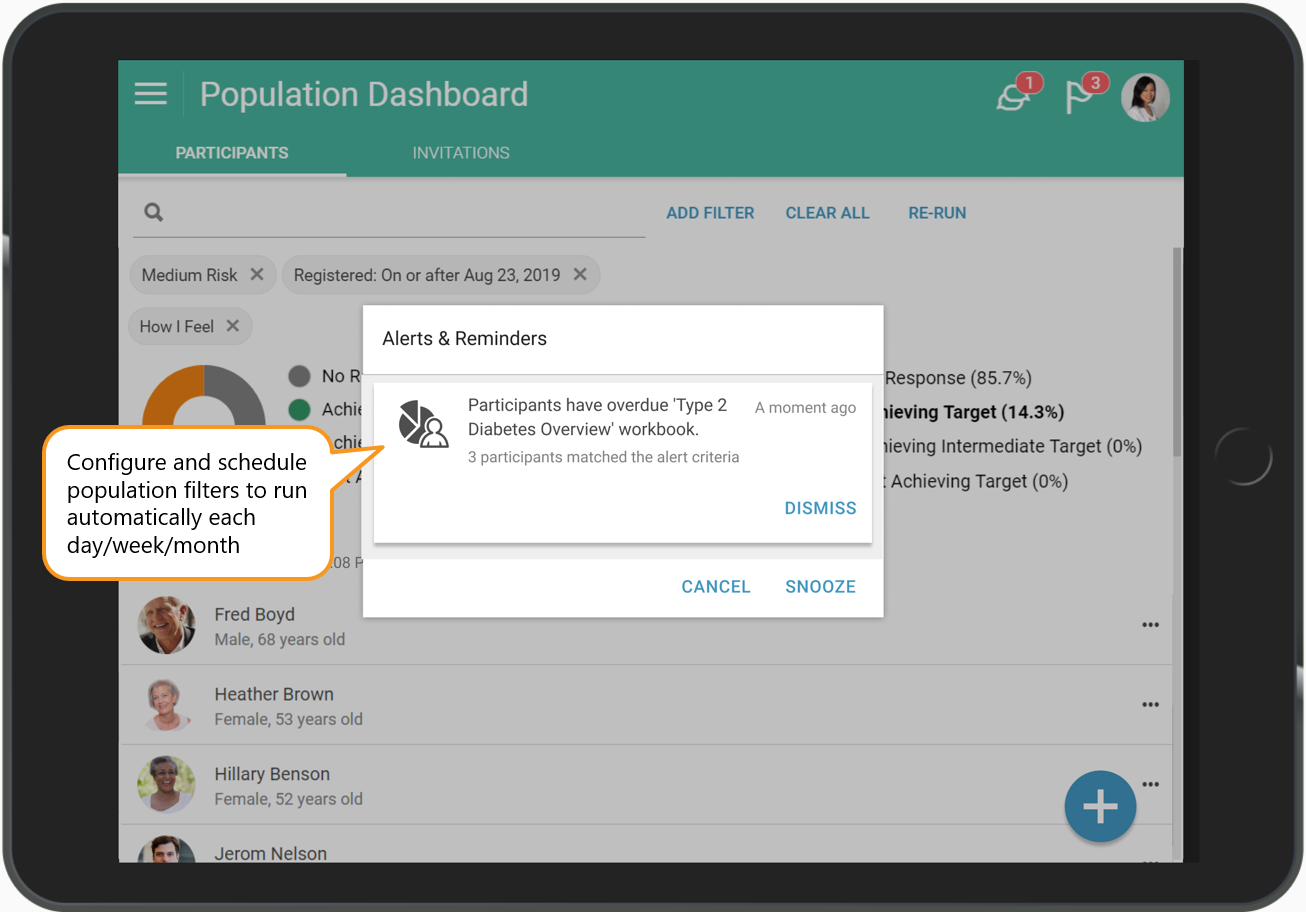 Population Dashboard
1
3
PARTICIPANTS
INVITATIONS
ADD FILTER
CLEAR ALL
RE-RUN
Medium Risk
Registered: On or after Aug 23, 2019
How I Feel
Alerts & Reminders
No R
Response (85.7%)
Participants have overdue 'Type 2
A moment ago
Achie
hieving Target (14.3%)
Diabetes Overview' workbook.
chie
hieving Intermediate Target (0%)
3 participants matched the alert criteria
Configure and schedule
population filters to run
automatically each
day/week/month
Achieving Target (0%)
DISMISS
:08 P
CANCEL
SNOOZE
Fred Boyd
Male, 68 years old
Heather Brown
Female, 53 years old
Hillary Benson
Female, 52 years old
Jerom Nelson